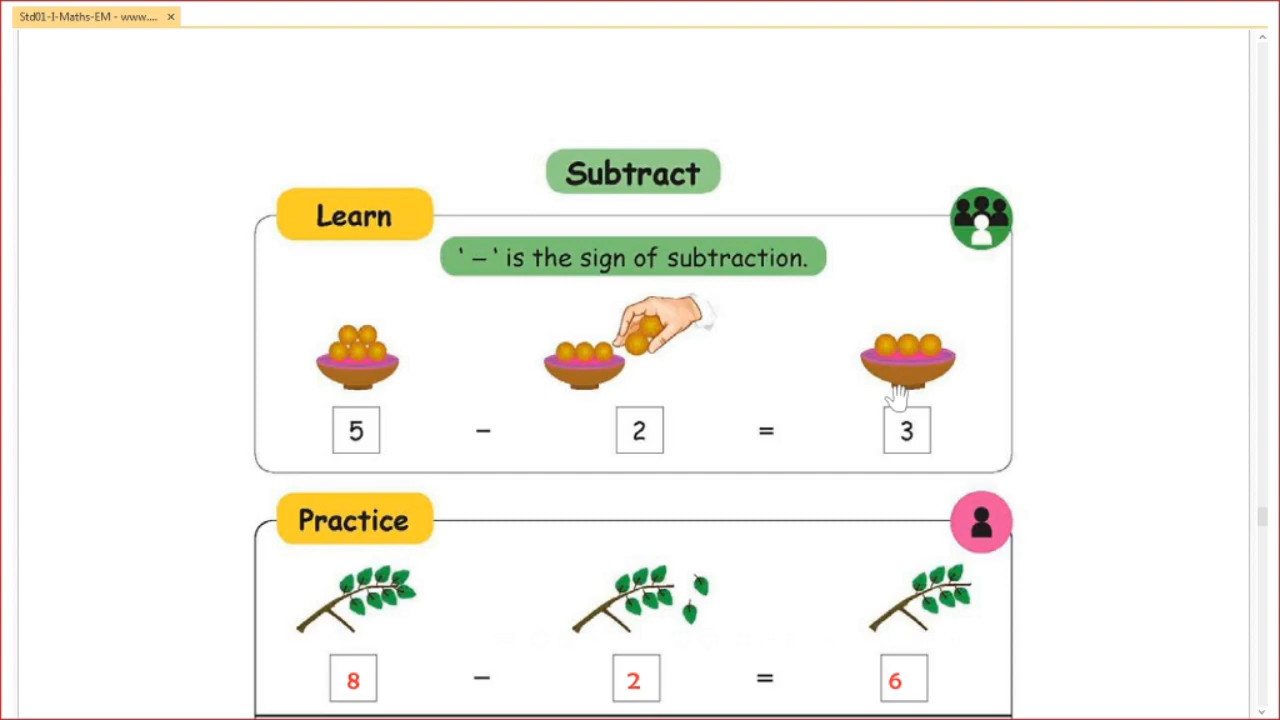 Std01-I-Maths-EM - www.... ×
Subtract
Learn
‘ – ‘ is the sign of subtraction.
5 – 2 = 3
Practice
8 – 2 = 6